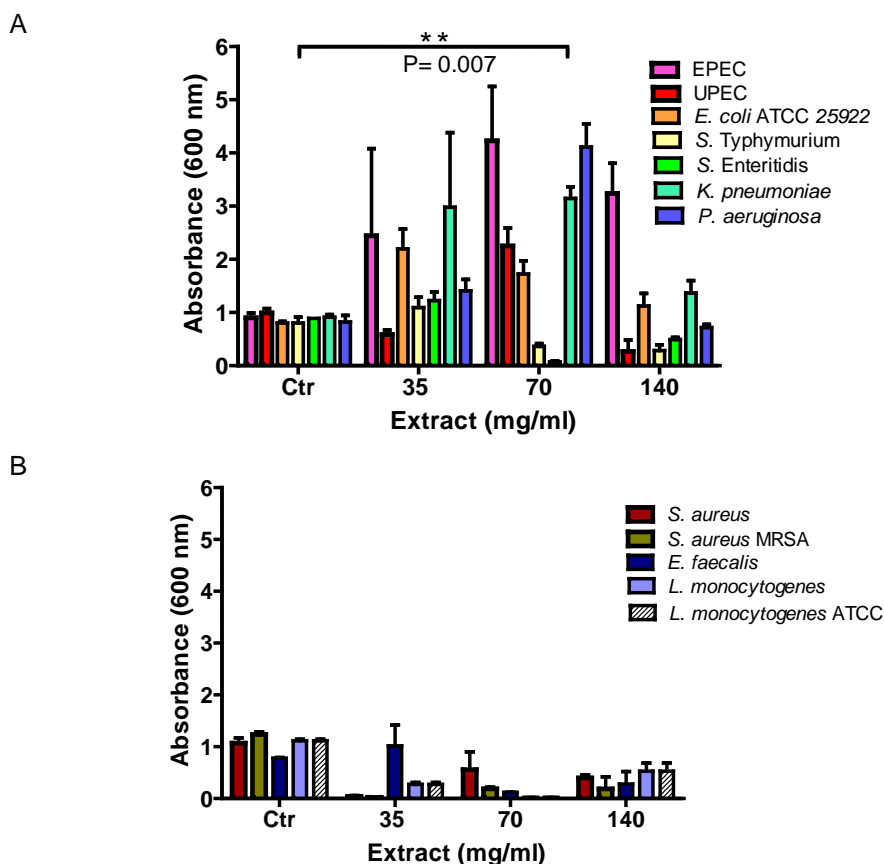 A
**
P= 0.007
6
5
4
3
2
1
0
Absorbance (600 nm)
EPEC
UPEC
E. coli ATCC 25922
S. Typhymurium
S. Enteritidis
K. pneumoniae
P. aeruginosa
Ctr 35 70 140
Extract (mg/ml)
B
6
5
4
3
2
1
0
Absorbance (600 nm)
S. aureus
S. aureus MRSA
E. faecalis
L. monocytogenes
L. monocytogenes ATCC
Ctr 35 70 140
Extract (mg/ml)